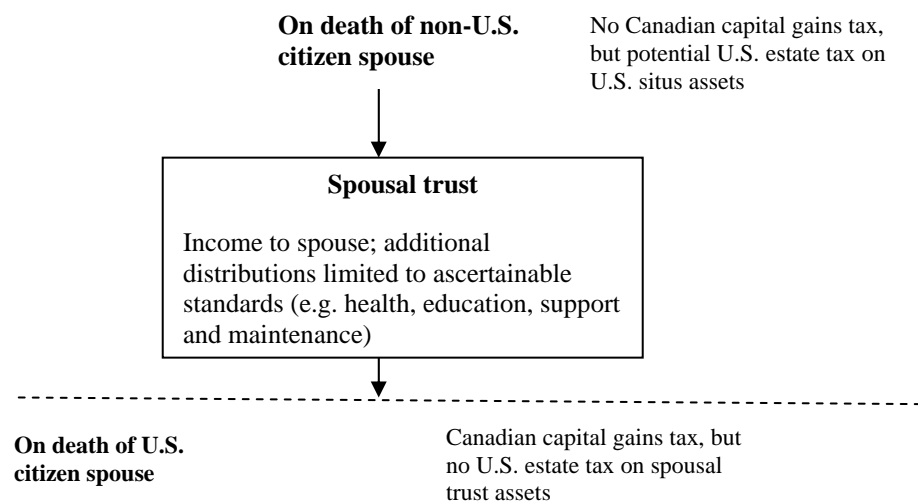 On death of non-U.S.
citizen spouse
No Canadian capital gains tax,
but potential U.S. estate tax on
U.S. situs assets
Spousal trust
Income to spouse; additional
distributions limited to ascertainable
standards (e.g. health, education, support
and maintenance)
On death of U.S.
citizen spouse
Canadian capital gains tax, but
no U.S. estate tax on spousal
trust assets